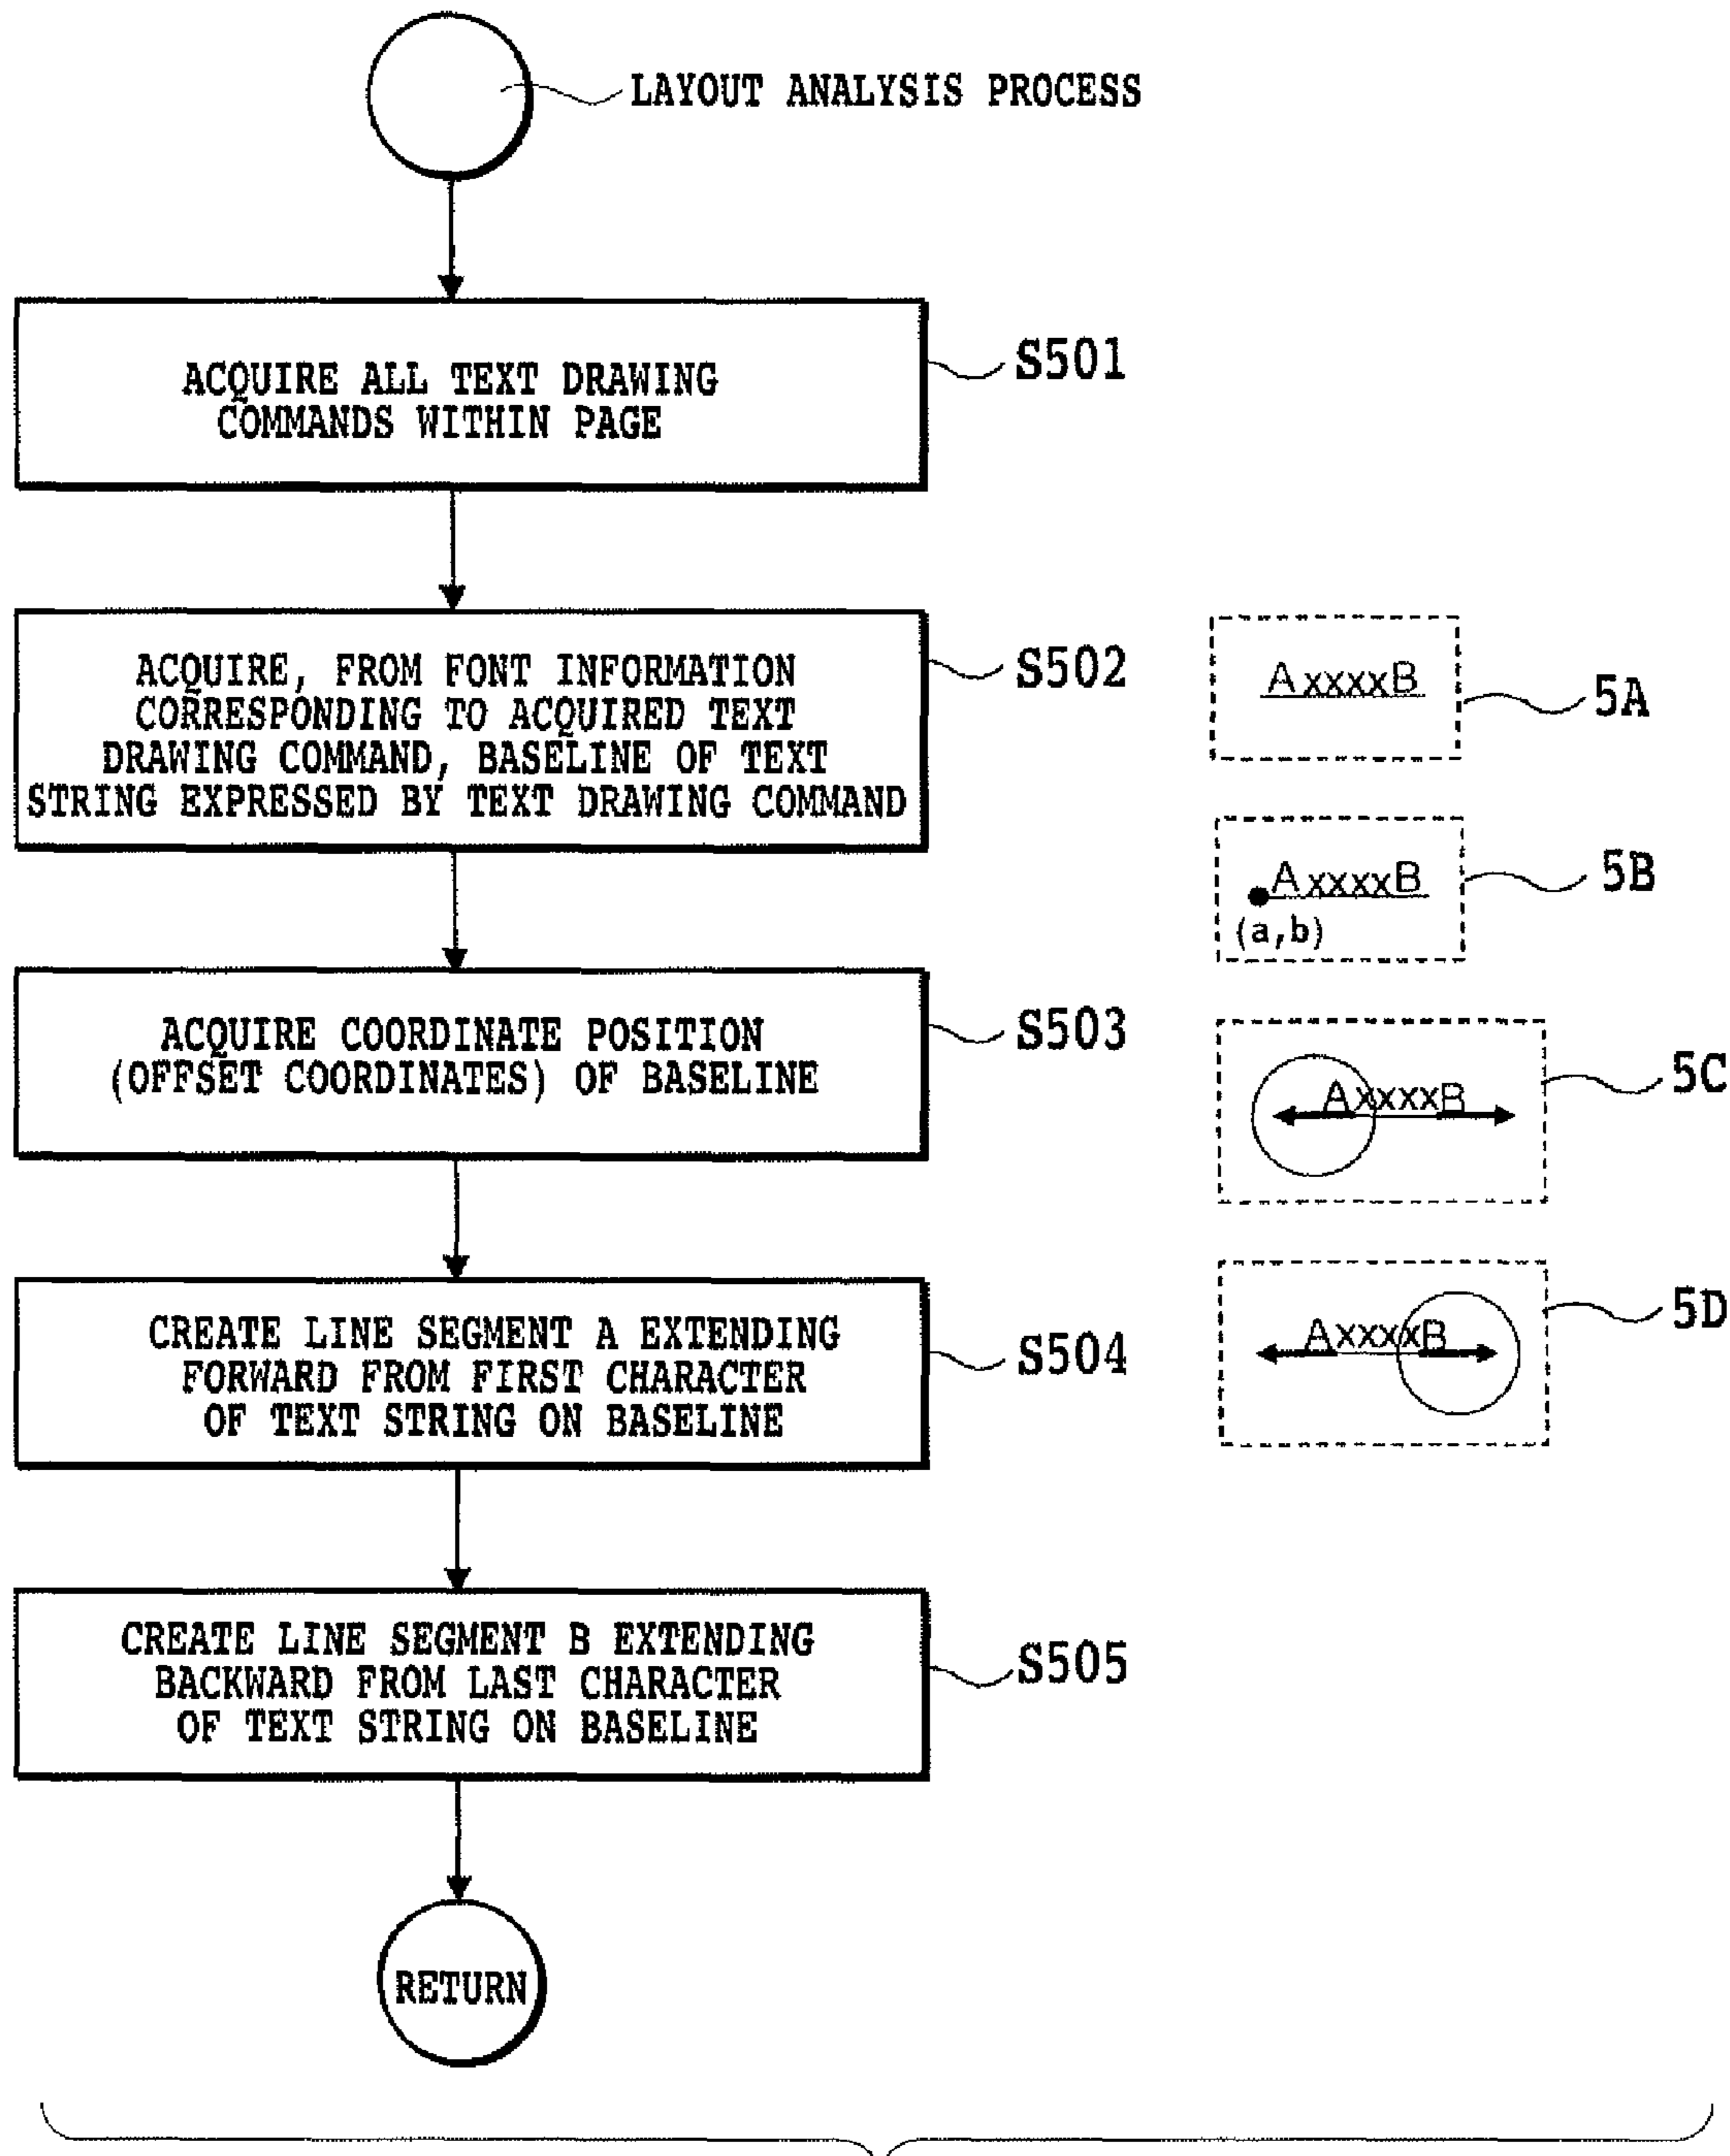 LAYOUT ANALYSIS PROCESS
ACQUIRE ALL TEXT DRAWING
COMMANDS WITHIN PAGE
S501
ACQUIRE, FROM FONT INFORMATION
CORRESPONDING TO ACQUIRED TEXT
DRAWING COMMAND, BASELINE OF TEXT
STRING EXPRESSED BY TEXT DRAWING COMMAND
S502
AxxxxB
5A
AxxxxB
(a,b)
5B
ACQUIRE COORDINATE POSITION
(OFFSET COORDINATES) OF BASELINE
S503
AxxxxB
5C
CREATE LINE SEGMENT A EXTENDING
FORWARD FROM FIRST CHARACTER
OF TEXT STRING ON BASELINE
S504
AxxxxB
5D
CREATE LINE SEGMENT B EXTENDING
BACKWARD FROM LAST CHARACTER
OF TEXT STRING ON BASELINE
S505
RETURN